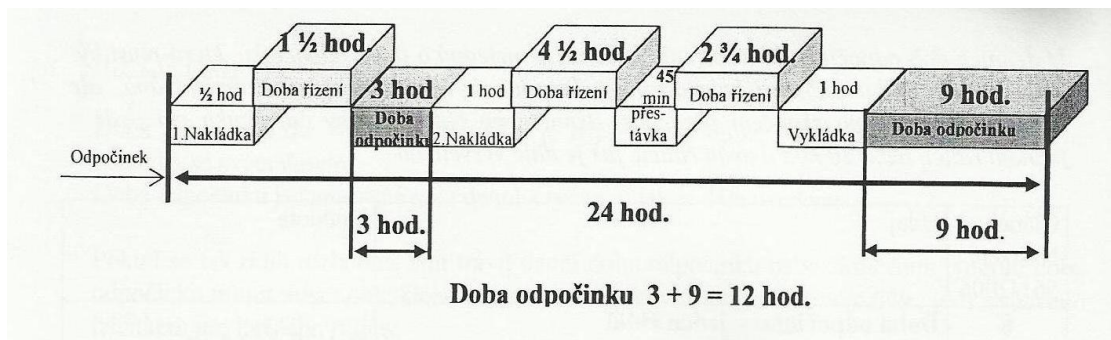 1 ½ hod.
4 ½ hod.
2 ¾ hod.
½ hod
Doba řízení
3 hod
1 hod
Doba řízení
45
min
přes-
távka
Doba řízení
1 hod
9 hod.
1.Nakládka
Doba
odpočinku
2.Nakládka
Vykládka
Doba odpočinku
Odpočinek
24 hod.
3 hod.
9 hod.
Doba odpočinku 3 + 9 = 12 hod.